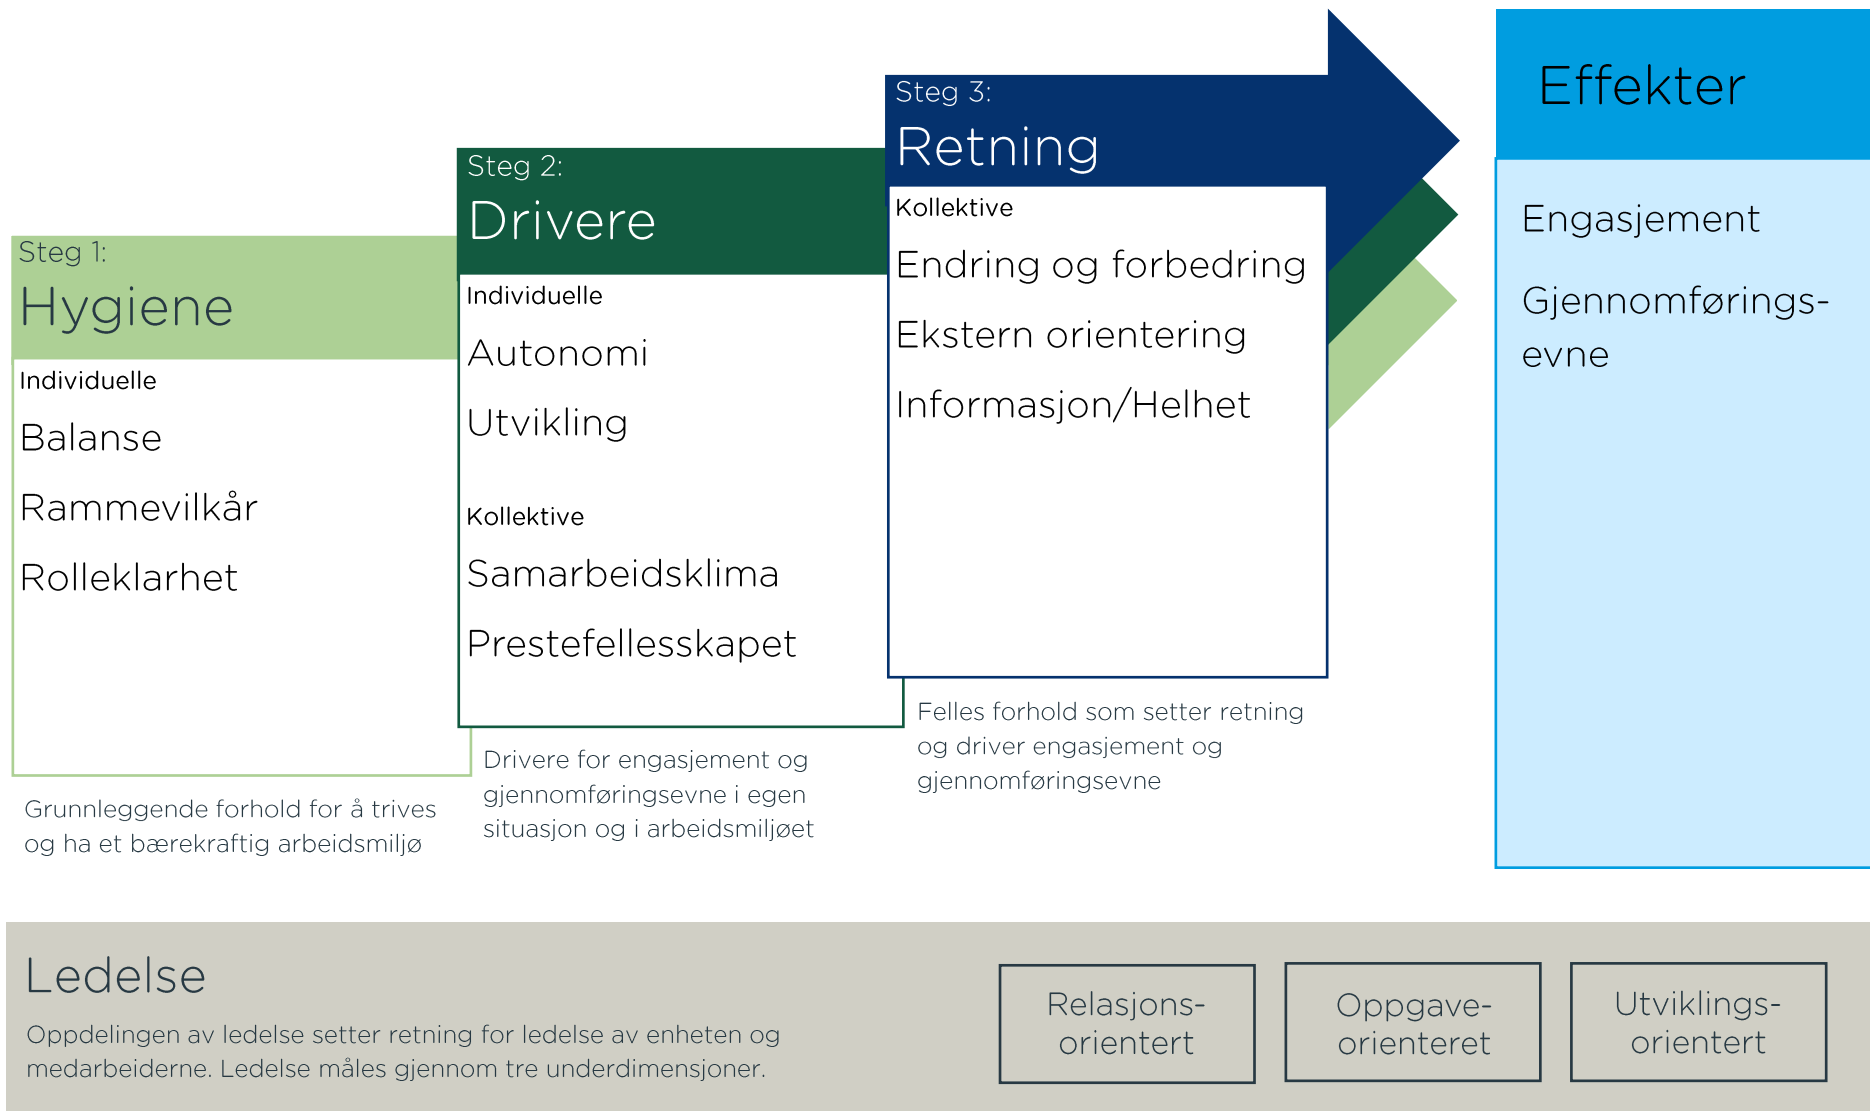 Steg 1:
Hygiene
Individuelle
Balanse
Rammevilkår
Rolleklarhet
Grunnleggende forhold for å trives
og ha et bærekraftig arbeidsmiljø
Steg 2:
Drivere
Individuelle
Autonomi
Utvikling
Kollektive
Samarbeidsklima
Prestefellesskapet
Drivere for engasjement og
gjennomføringsevne i egen
situasjon og i arbeidsmiljøet
Steg 3:
Retning
Kollektive
Endring og forbedring
Ekstern orientering
Informasjon/Helhet
Felles forhold som setter retning
og driver engasjement og
gjennomføringsevne
Effekter
Engasjement
Gjennomførings-
evne
Ledelse
Oppdelingen av ledelse setter retning for ledelse av enheten og
medarbeiderne. Ledelse måles gjennom tre underdimensjoner.
Relasjons-
orientert
Oppgave-
orienteret
Utviklings-
orientert